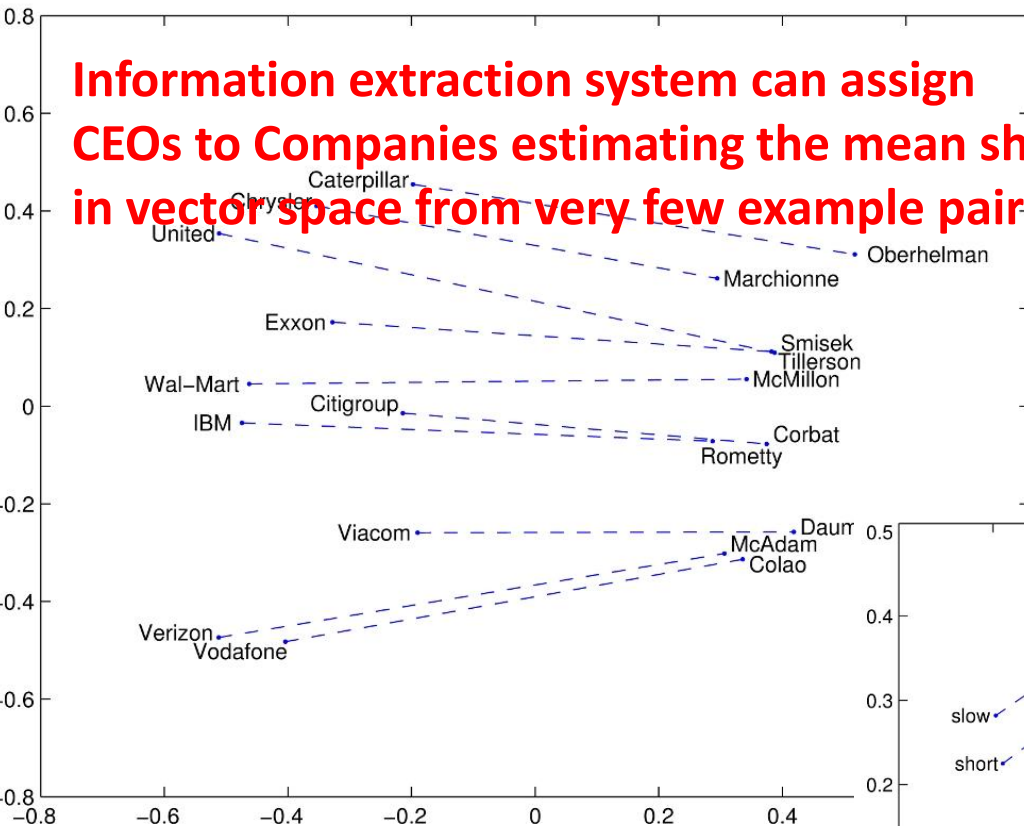 0.8
Information extraction system can assign
0.6
CEOs to Companies estimating the mean sh
Caterpillar
Chrysler
in vector space from very few example pair
0.4
United
Oberhelman
Marchionne
0.2
Exxon
Smisek
Tillerson
McMillon
Wal-Mart
Citigroup
0
IBM
Corbat
Rometty
-0.2
Viacom
Daum
McAdam
Colao
-0.4
Verizon
Vodafone
-0.6
-0.8
-0.8 -0.6 -0.4 -0.2 0 0.2 0.4
0.5
0.4
0.3
slow
short
0.2